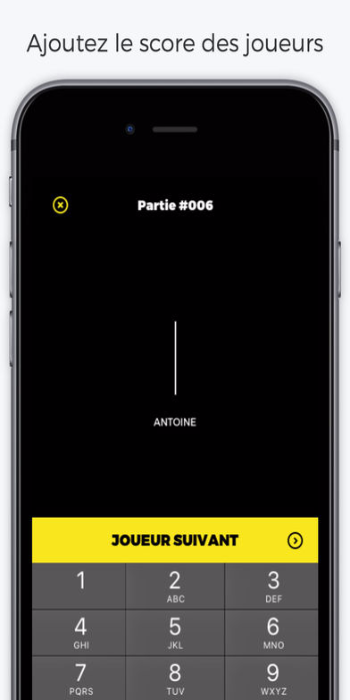 Ajoutez le score des joueurs
Partie #006
ANTOINE
JOUEUR SUIVANT
1 2 3
ABC DEF
4 5 6
GHI JKL MNO
7 8 9
PQRS TUV WXYZ